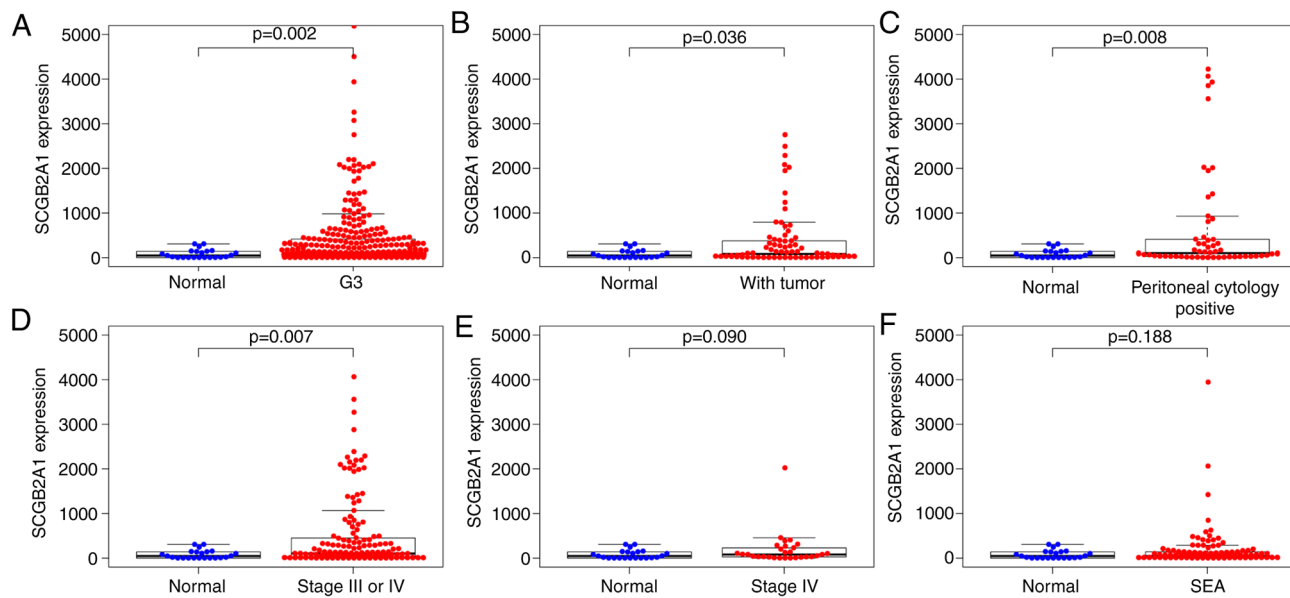 A
SCGB2A1 expression
5000
4000
3000
2000
1000
0
p=0.002
Normal
G3
B
SCGB2A1 expression
5000
4000
3000
2000
1000
0
p=0.036
Normal
With tumor
C
SCGB2A1 expression
5000
4000
3000
2000
1000
0
p=0.008
Normal
Peritoneal cytology
positive
D
SCGB2A1 expression
5000
4000
3000
2000
1000
0
p=0.007
Normal
Stage III or IV
E
SCGB2A1 expression
5000
4000
3000
2000
1000
0
p=0.090
Normal
Stage IV
F
SCGB2A1 expression
5000
4000
3000
2000
1000
0
p=0.188
Normal
SEA